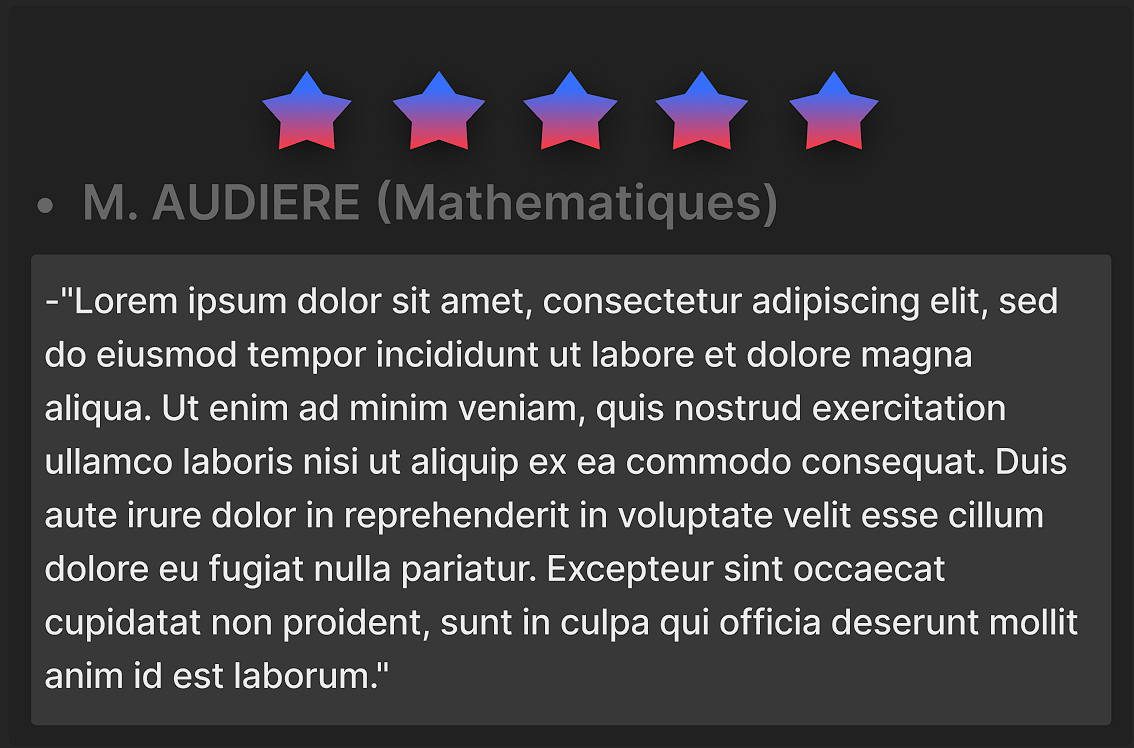 • M. AUDIERE (Mathematiques)
-"Lorem ipsum dolor sit amet, consectetur adipiscing elit, sed
do eiusmod tempor incididunt ut labore et dolore magna
aliqua. Ut enim ad minim veniam, quis nostrud exercitation
ullamco laboris nisi ut aliquip ex ea commodo consequat. Duis
aute irure dolor in reprehenderit in voluptate velit esse cillum
dolore eu fugiat nulla pariatur. Excepteur sint occaecat
cupidatat non proident, sunt in culpa qui officia deserunt mollit
anim id est laborum."